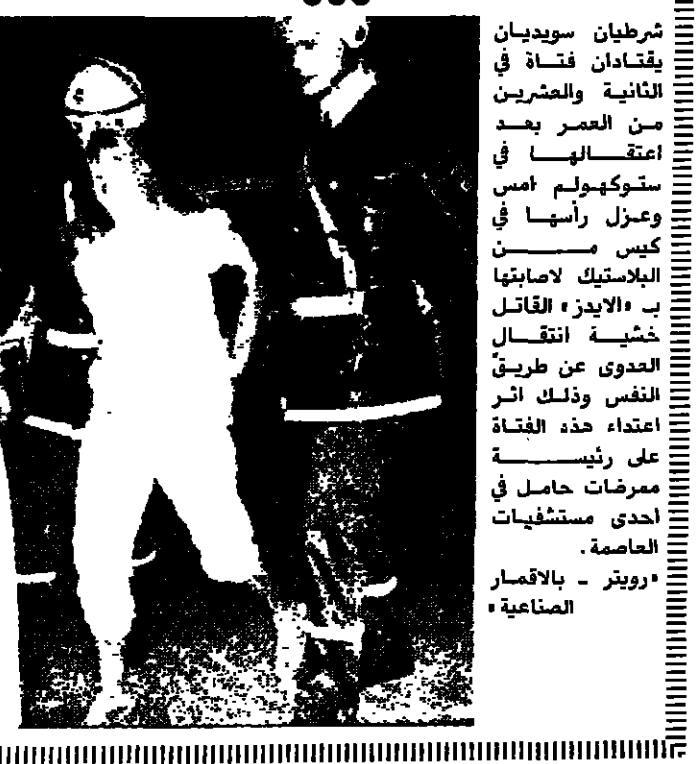 شرطيان سويديان
يقتادان فتاة في
الثانية والعشرين
من العمر بعد
اعتقالها في
ستوكهولم امس
وعزل رأسها في
كيس من
البلاستيك لاصابتها
بـ «الايدز» القاتل
خشية انتقال
العدوى عن طريق
النفس وذلك اثر
اعتداء هذه الفتاة
على رئيسة
ممرضات حامل في
احدى مستشفيات
العاصمة.
«رويتر - بالاقمار
الصناعية»